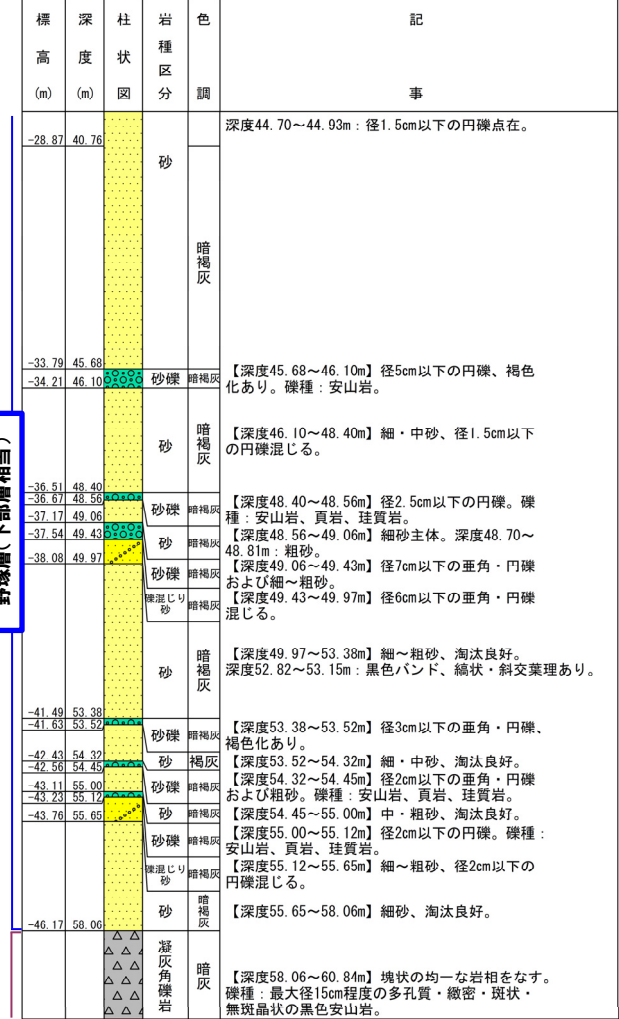 標高(m) 深度(m) 柱状図 岩種区分 色調 記事
深度44.70～44.93m：径1.5cm以下の円礫点在。
-28.87 40.76
砂
暗褐灰
-33.79 45.68
-34.21 46.10 砂礫 暗褐灰
【深度45.68～46.10m】径5cm以下の円礫、褐色
化あり。礫種：安山岩。
砂 暗褐灰
【深度46.10～48.40m】細・中砂、径1.5cm以下
の円礫混じる。
-36.51 48.40
-36.67 48.56 砂礫 暗褐灰
【深度48.40～48.56m】径2.5cm以下の円礫。礫
種：安山岩、頁岩、珪質岩。
-37.17 49.06 砂 暗褐灰
【深度48.56～49.06m】細砂主体。深度48.70～
48.81m：粗砂。
-37.54 49.43 砂礫 暗褐灰
【深度49.06～49.43m】径7cm以下の亜角・円礫
および細～粗砂。
-38.08 49.97 礫混じり砂 暗褐灰
【深度49.43～49.97m】径6cm以下の亜角・円礫
混じる。
砂 暗褐灰
【深度49.97～53.38m】細～粗砂、淘汰良好。
深度52.82～53.15m：黒色バンド、縞状・斜交葉理あり。
-41.49 53.38
-41.63 53.52 砂礫 暗褐灰
【深度53.38～53.52m】径3cm以下の亜角・円礫、
褐色化あり。
-42.43 54.32 砂 褐灰
【深度53.52～54.32m】細・中砂、淘汰良好。
-42.56 54.45 砂礫 暗褐灰
【深度54.32～54.45m】径2cm以下の亜角・円礫
および粗砂。礫種：安山岩、頁岩、珪質岩。
-43.11 55.00 砂 暗褐灰
【深度54.45～55.00m】中・粗砂、淘汰良好。
-43.23 55.12 砂礫 暗褐灰
【深度55.00～55.12m】径2cm以下の円礫。礫種：
安山岩、頁岩、珪質岩。
-43.76 55.65 礫混じり砂 暗褐灰
【深度55.12～55.65m】細～粗砂、径2cm以下の
円礫混じる。
砂 暗褐灰
【深度55.65～58.06m】細砂、淘汰良好。
-46.17 58.06
凝灰角礫岩 暗灰
【深度58.06～60.84m】塊状の均一な岩相をなす。
礫種：最大径15cm程度の多孔質・緻密・斑状・
無斑晶状の黒色安山岩。